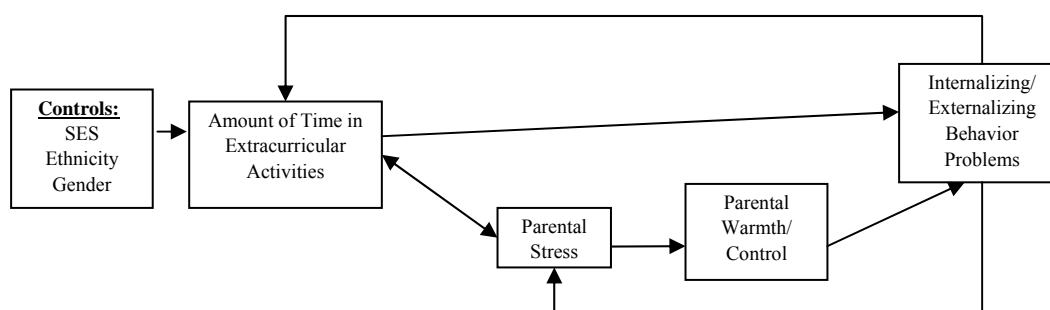 Controls:
SES
Ethnicity
Gender
Amount of Time in
Extracurricular
Activities
Parental
Stress
Parental
Warmth/
Control
Internalizing/
Externalizing
Behavior
Problems